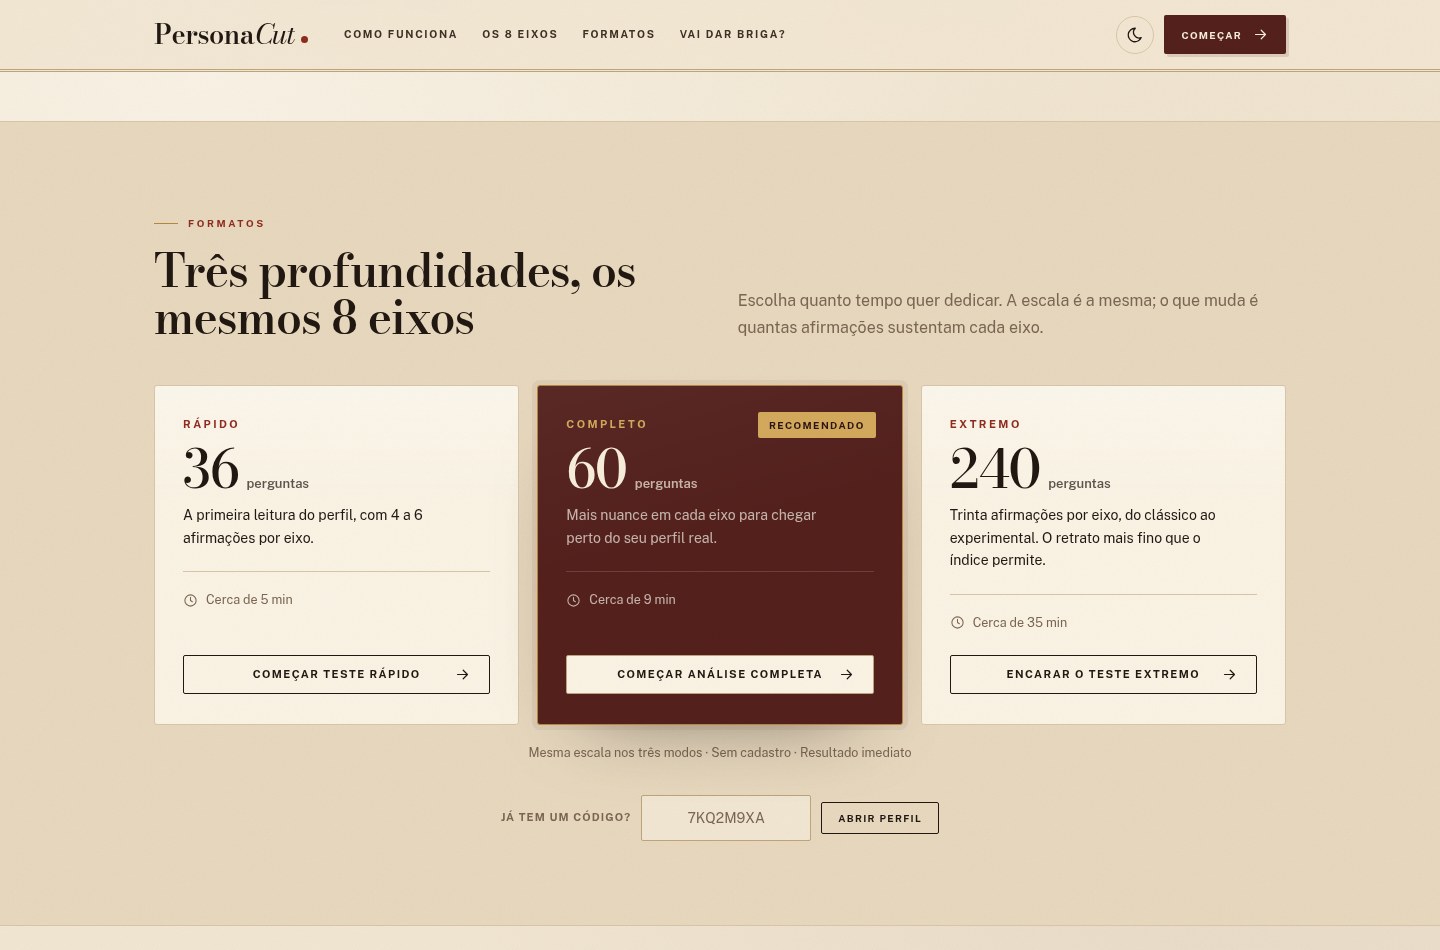 PersonaCut
COMO FUNCIONA
OS 8 EIXOS
FORMATOS
VAI DAR BRIGA?
COMEÇAR
FORMATOS
Três profundidades, os
mesmos 8 eixos
Escolha quanto tempo quer dedicar. A escala é a mesma; o que muda é
quantas afirmações sustentam cada eixo.
RÁPIDO
36 perguntas
A primeira leitura do perfil, com 4 a 6
afirmações por eixo.
Cerca de 5 min
COMEÇAR TESTE RÁPIDO
COMPLETO
RECOMENDADO
60 perguntas
Mais nuance em cada eixo para chegar
perto do seu perfil real.
Cerca de 9 min
COMEÇAR ANÁLISE COMPLETA
EXTREMO
240 perguntas
Trinta afirmações por eixo, do clássico ao
experimental. O retrato mais fino que o
índice permite.
Cerca de 35 min
ENCARAR O TESTE EXTREMO
Mesma escala nos três modos · Sem cadastro · Resultado imediato
JÁ TEM UM CÓDIGO?
7KQ2M9XA
ABRIR PERFIL